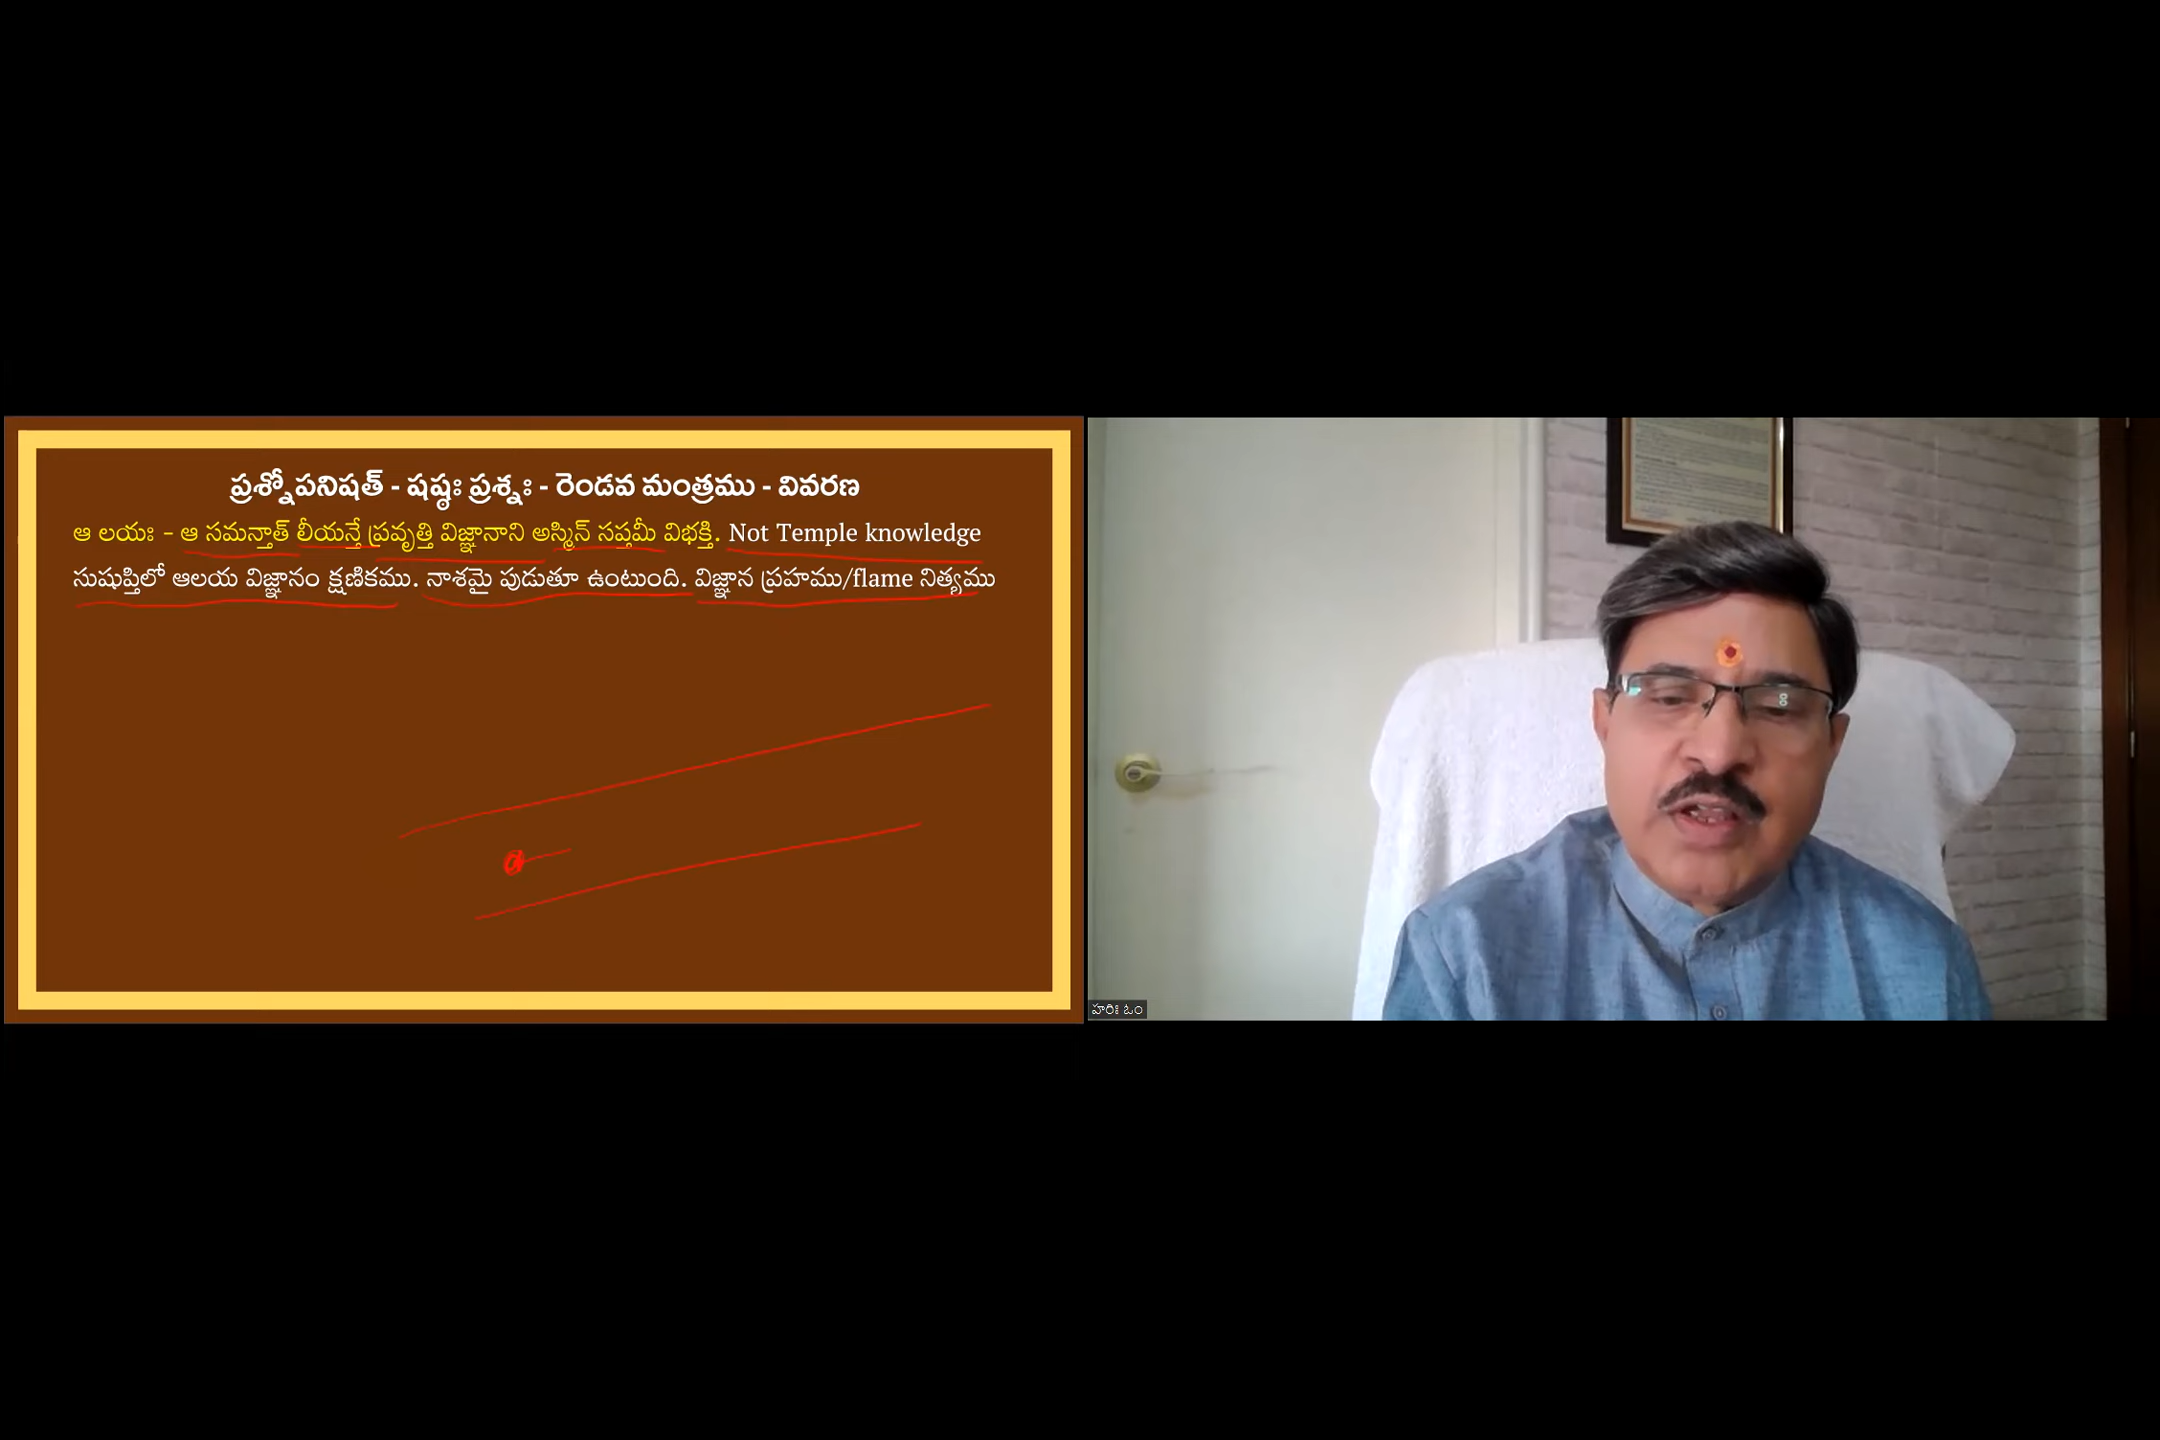 ప్రశ్నోపనిషత్ - షష్ఠః ప్రశ్నః - రెండవ మంత్రము - వివరణ
ఆ లయః - ఆ సమన్తాత్ లీయన్తే ప్రవృత్తి విజ్ఞానాని అస్మిన్ సప్తమీ విభక్తి. Not Temple knowledge
సుషుప్తిలో ఆలయ విజ్ఞానం క్షణికము. నాశమై పుడుతూ ఉంటుంది. విజ్ఞాన ప్రహము/flame నిత్యము
హరిః ఓం